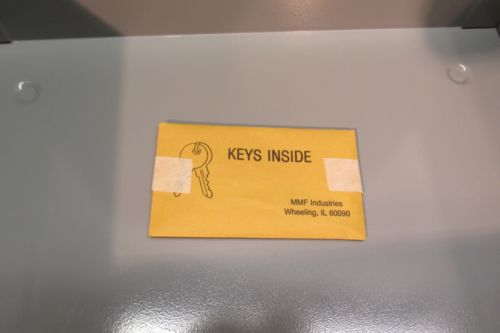 KEYS INSIDE
MMF Industries
Wheeling, IL 60090